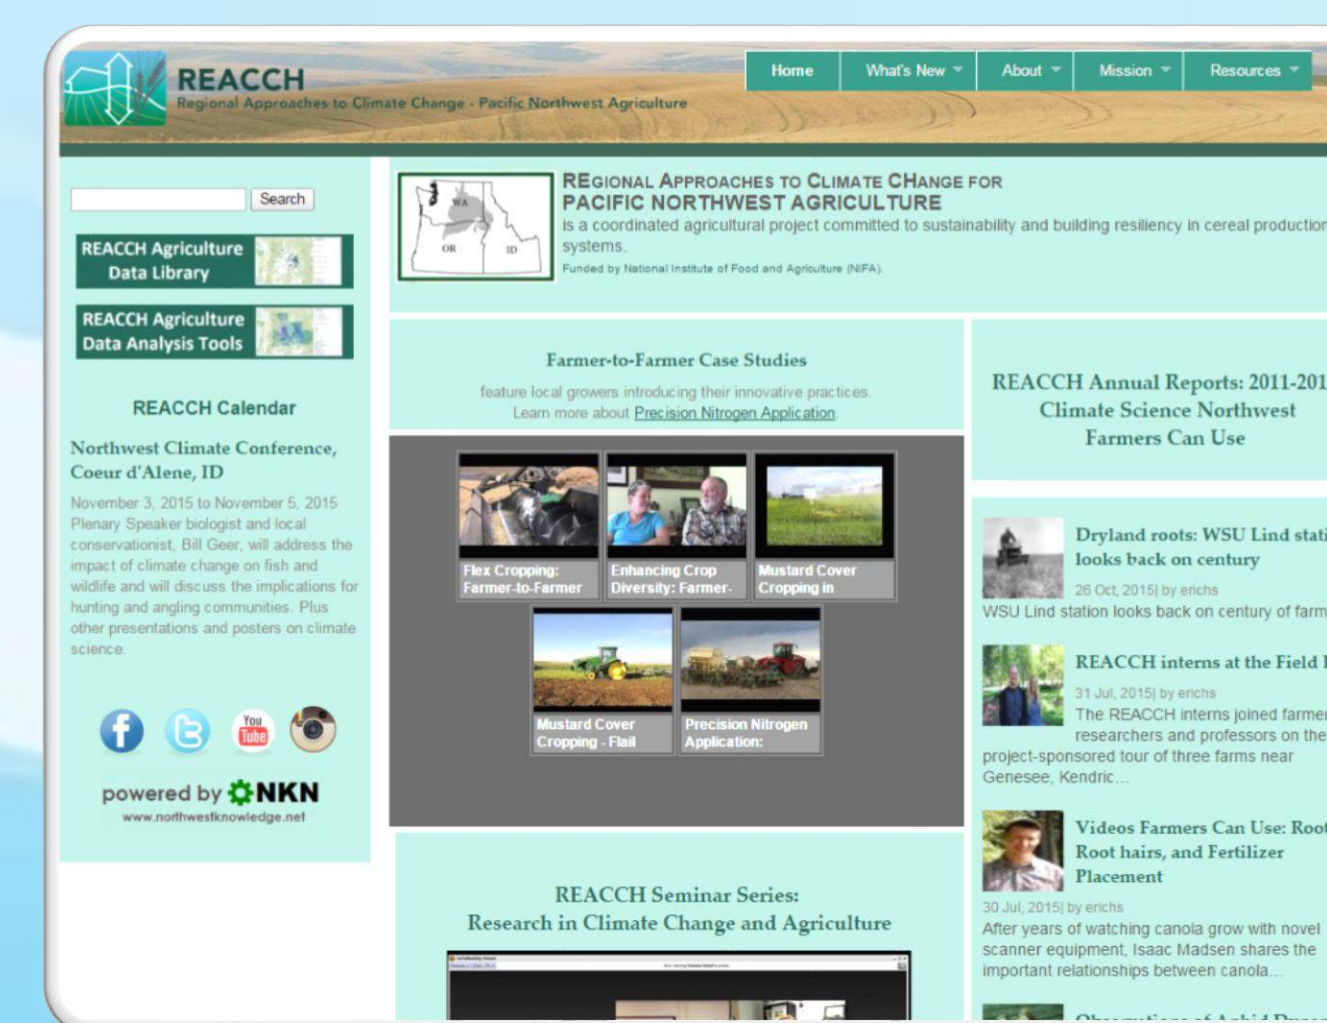 REACCH
Regional Approaches to Climate Change - Pacific Northwest Agriculture
Home What's New About Mission Resources
Search
REACCH Agriculture
Data Library
REACCH Agriculture
Data Analysis Tools
REACCH Calendar
Northwest Climate Conference,
Coeur d'Alene, ID
November 3, 2015 to November 5, 2015
Plenary Speaker biologist and local
conservationist, Bill Geer, will address the
impact of climate change on fish and
wildlife and will discuss the implications for
hunting and angling communities. Plus
other presentations and posters on climate
science.
You
Tube
powered by NKN
www.northwestknowledge.net
WA
OR
ID
REGIONAL APPROACHES TO CLIMATE CHANGE FOR
PACIFIC NORTHWEST AGRICULTURE
is a coordinated agricultural project committed to sustainability and building resiliency in cereal production
systems.
Funded by National Institute of Food and Agriculture (NIFA).
Farmer-to-Farmer Case Studies
feature local growers introducing their innovative practices.
Learn more about Precision Nitrogen Application.
Flex Cropping:
Farmer-to-Farmer
Enhancing Crop
Diversity: Farmer-
Mustard Cover
Cropping in
Mustard Cover
Cropping - Flail
Precision Nitrogen
Application:
REACCH Seminar Series:
Research in Climate Change and Agriculture
REACCH Annual Reports: 2011-201
Climate Science Northwest
Farmers Can Use
Dryland roots: WSU Lind stati
looks back on century
26 Oct, 2015| by erichs
WSU Lind station looks back on century of farm
REACCH interns at the Field
31 Jul, 2015| by erichs
The REACCH interns joined farmer
researchers and professors on the
project-sponsored tour of three farms near
Genesee, Kendric...
Videos Farmers Can Use: Root
Root hairs, and Fertilizer
Placement
30 Jul, 2015| by erichs
After years of watching canola grow with novel
scanner equipment, Isaac Madsen shares the
important relationships between canola...